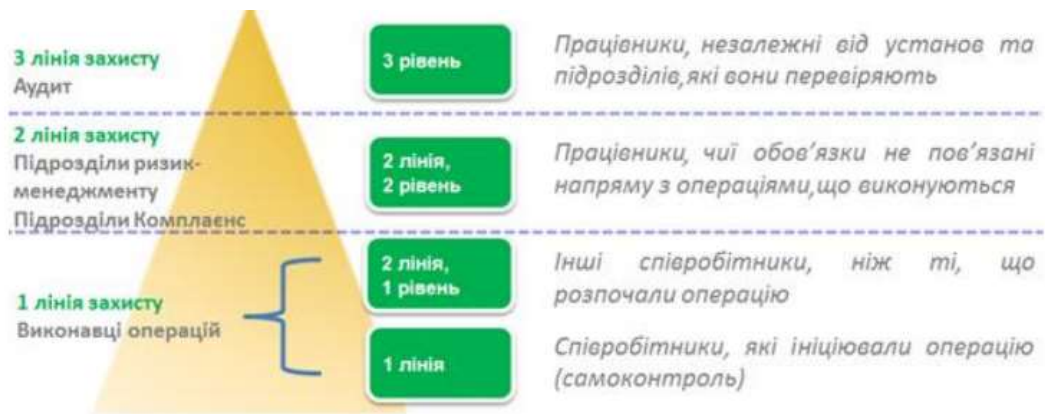 3 лінія захисту
Аудит
3 рівень
Працівники, незалежні від установ та
підрозділів,які вони перевіряють
2 лінія захисту
Підрозділи ризик-
менеджменту
Підрозділи Комплаєнс
2 лінія,
2 рівень
Працівники, чиї обов’язки не пов’язані
напряму з операціями,що виконуються
1 лінія захисту
Виконавці операцій
2 лінія,
1 рівень
Інші співробітники, ніж ті, що
розпочали операцію
1 лінія
Співробітники, які ініціювали операцію
(самоконтроль)